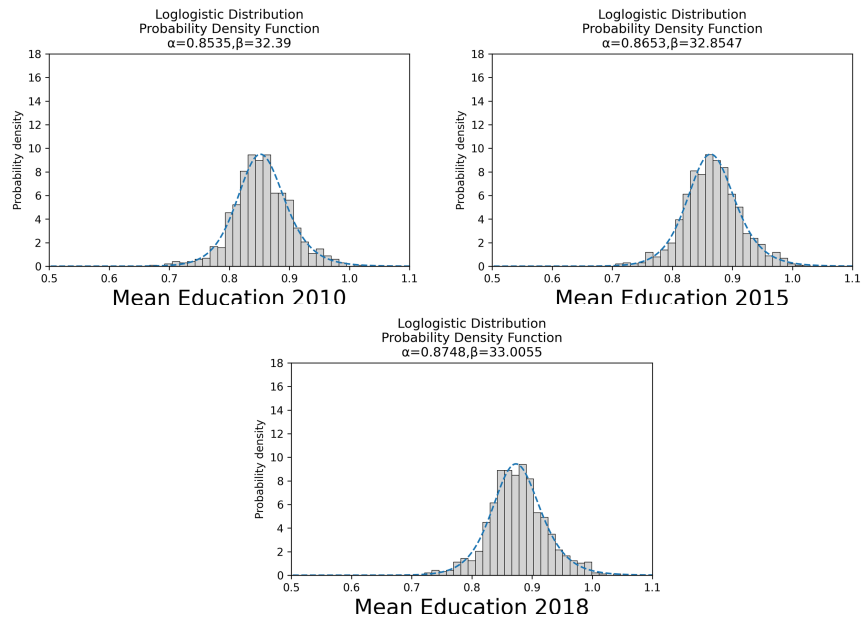 Loglogistic Distribution
Probability Density Function
α=0.8535,β=32.39
18
16
14
12
10
8
6
4
2
0
Probability density
0.5 0.6 0.7 0.8 0.9 1.0 1.1
Mean Education 2010
Loglogistic Distribution
Probability Density Function
α=0.8653,β=32.8547
18
16
14
12
10
8
6
4
2
0
Probability density
0.5 0.6 0.7 0.8 0.9 1.0 1.1
Mean Education 2015
Loglogistic Distribution
Probability Density Function
α=0.8748,β=33.0055
18
16
14
12
10
8
6
4
2
0
Probability density
0.5 0.6 0.7 0.8 0.9 1.0 1.1
Mean Education 2018